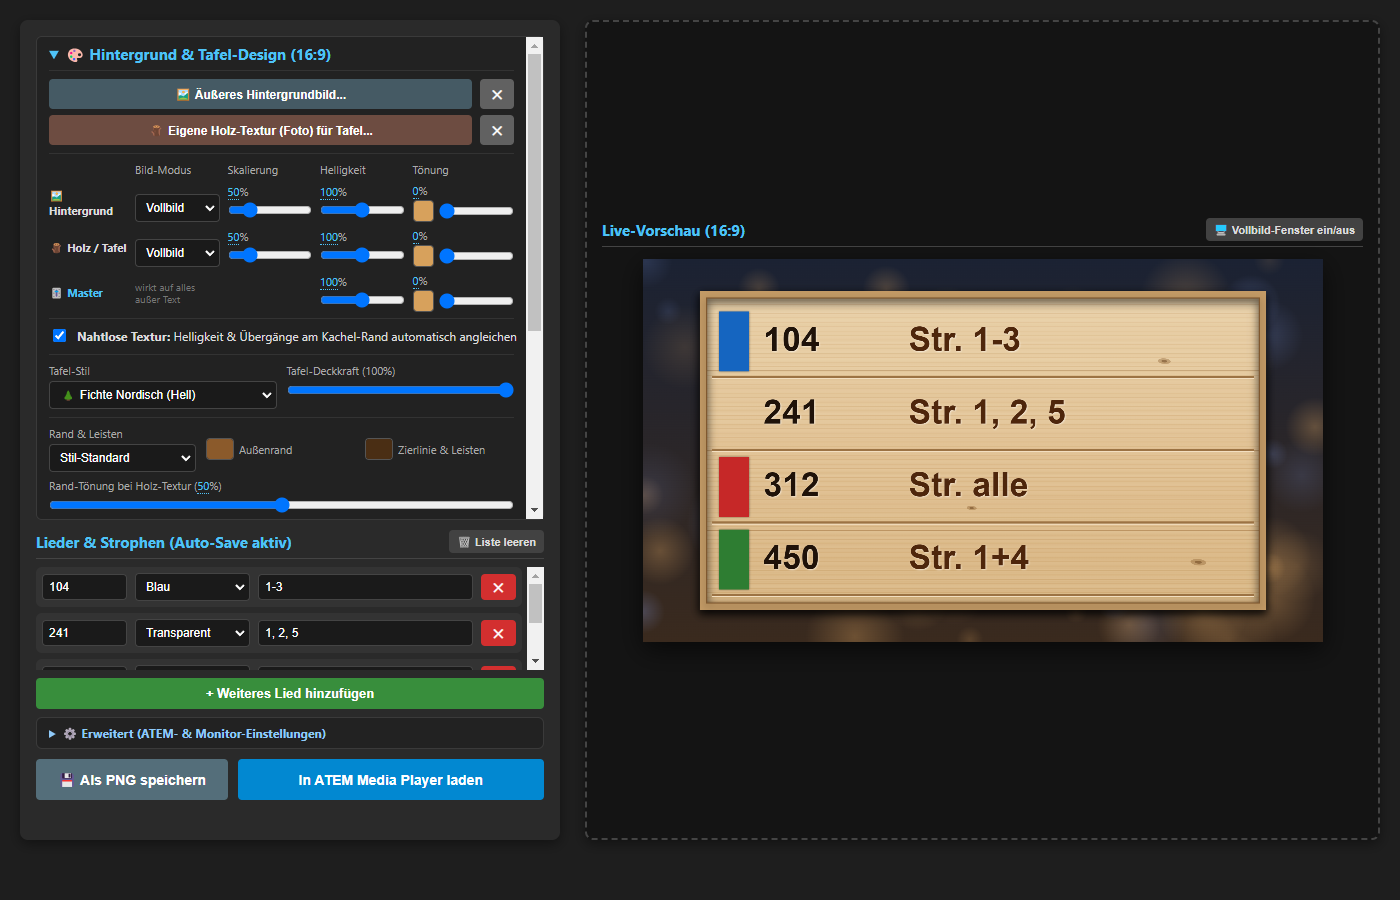 ▼ 🎨 Hintergrund & Tafel-Design (16:9)
🖼️ Äußeres Hintergrundbild...
✕
🪵 Eigene Holz-Textur (Foto) für Tafel...
✕
Bild-Modus Skalierung Helligkeit Tönung
🖼️ Hintergrund Vollbild 50% 100% 0%
🪵 Holz / Tafel Vollbild 50% 100% 0%
🎚️ Master wirkt auf alles 100% 0%
außer Text
Nahtlose Textur: Helligkeit & Übergänge am Kachel-Rand automatisch angleichen
Tafel-Stil Tafel-Deckkraft (100%)
🌲 Fichte Nordisch (Hell)
Rand & Leisten
Stil-Standard Außenrand Zierlinie & Leisten
Rand-Tönung bei Holz-Textur (50%)
Lieder & Strophen (Auto-Save aktiv) 🗑️ Liste leeren
104 Blau 1-3 ✕
241 Transparent 1, 2, 5 ✕
+ Weiteres Lied hinzufügen
▶ ⚙️ Erweitert (ATEM- & Monitor-Einstellungen)
💾 Als PNG speichern In ATEM Media Player laden
Live-Vorschau (16:9) 🖥️ Vollbild-Fenster ein/aus
104 Str. 1-3
241 Str. 1, 2, 5
312 Str. alle
450 Str. 1+4